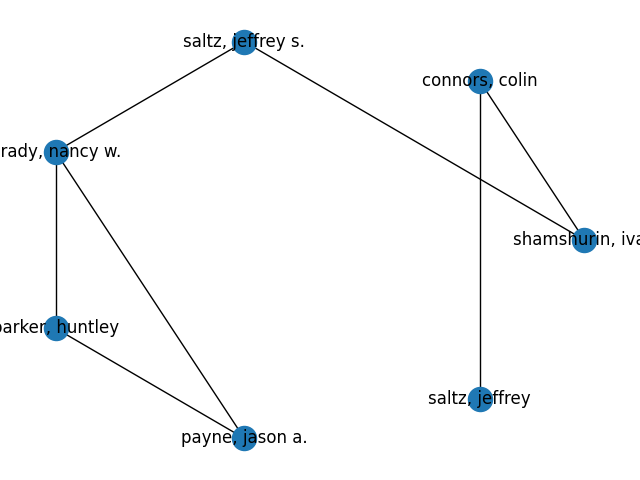 saltz, jeffrey s.
connors, colin
rady, nancy w.
shamshurin, iva
parker, huntley
saltz, jeffrey
payne, jason a.